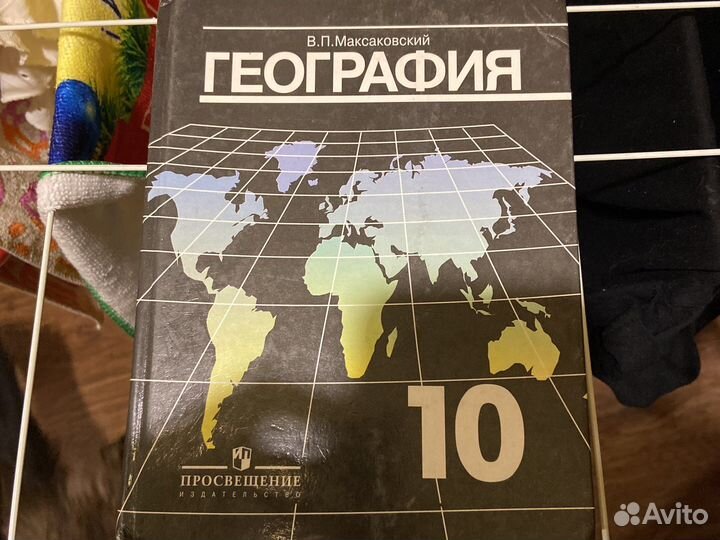 В.П.Максаковский
ГЕОГРАФИЯ
10
ПРОСВЕЩЕНИЕ
ИЗДАТЕЛЬСТВО
Avito